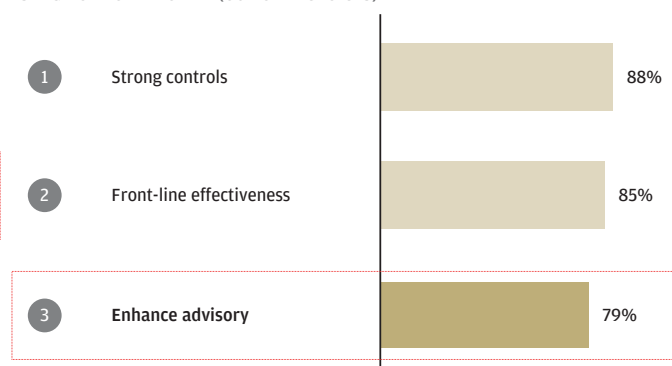 1 Strong controls 88%
2 Front-line effectiveness 85%
3 Enhance advisory 79%